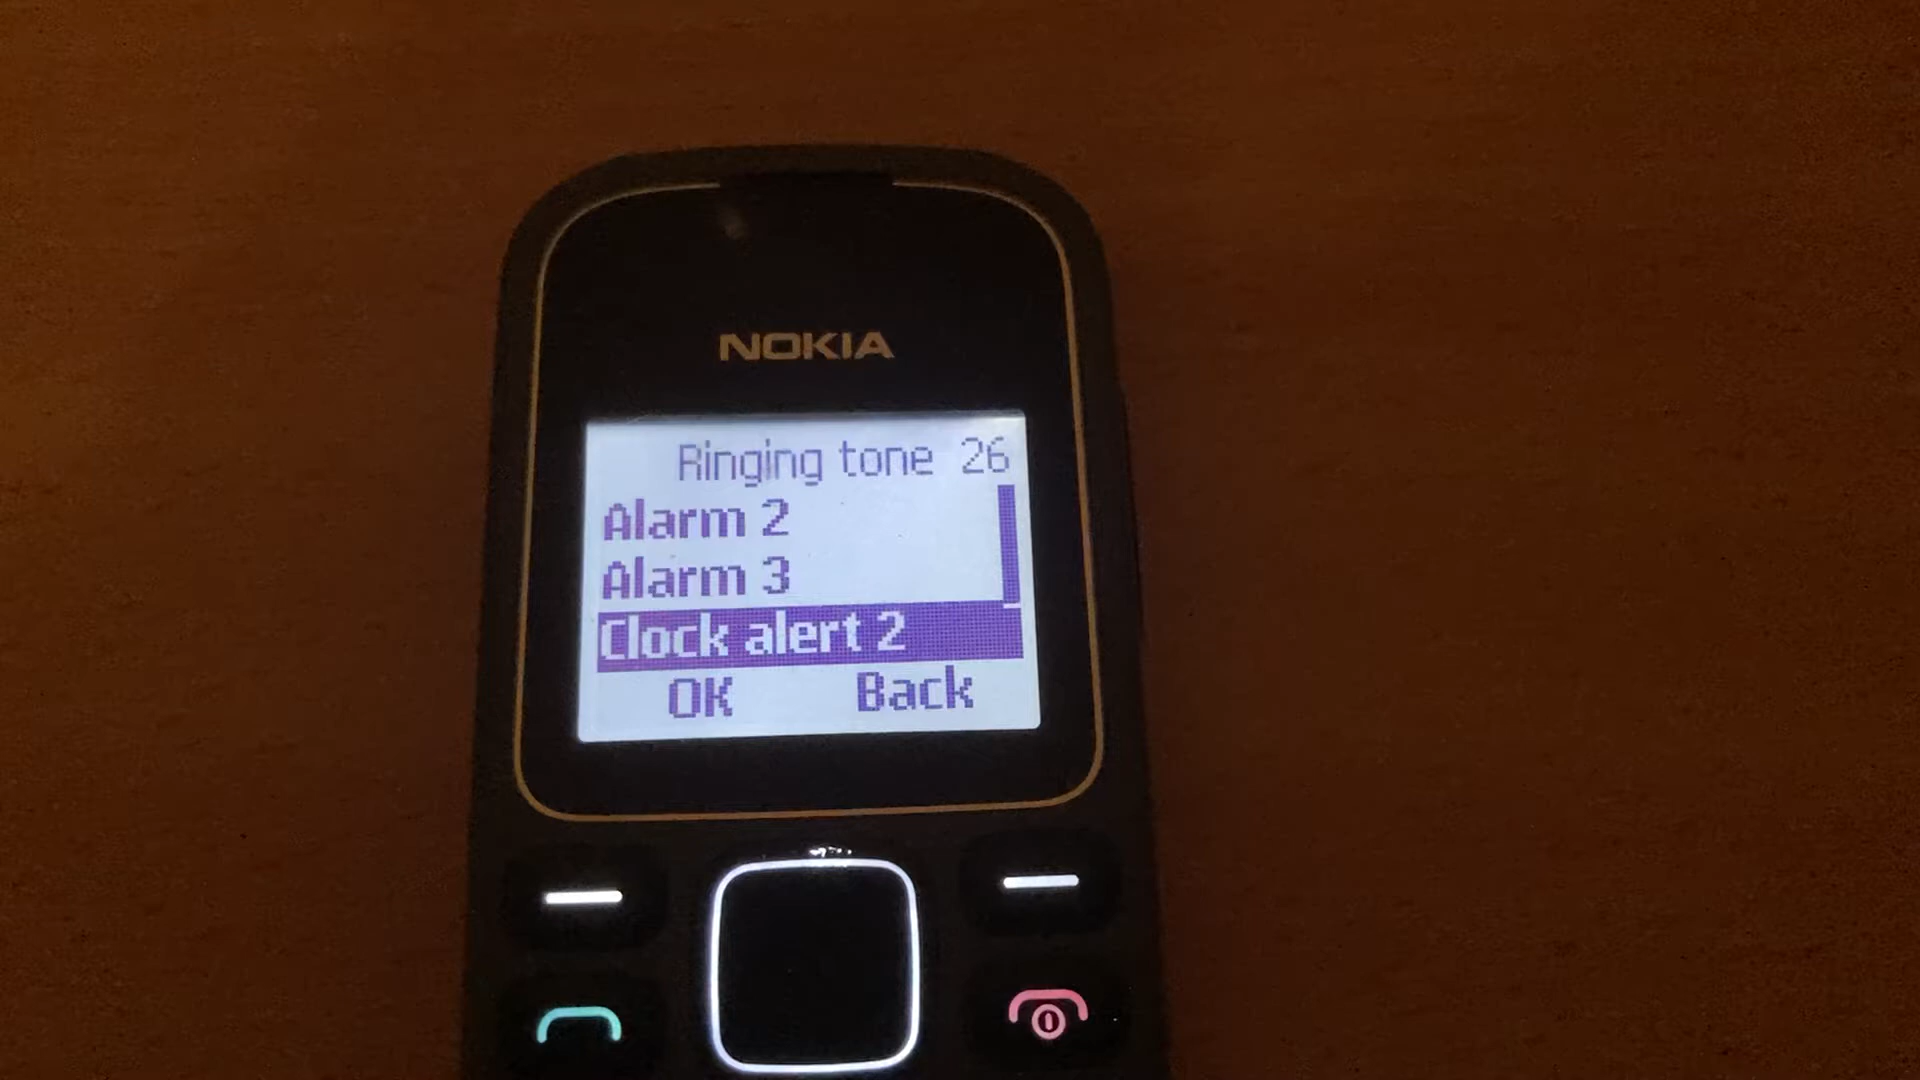 NOKIA
Ringing tone 26
Alarm 2
Alarm 3
Clock alert 2
OK Back